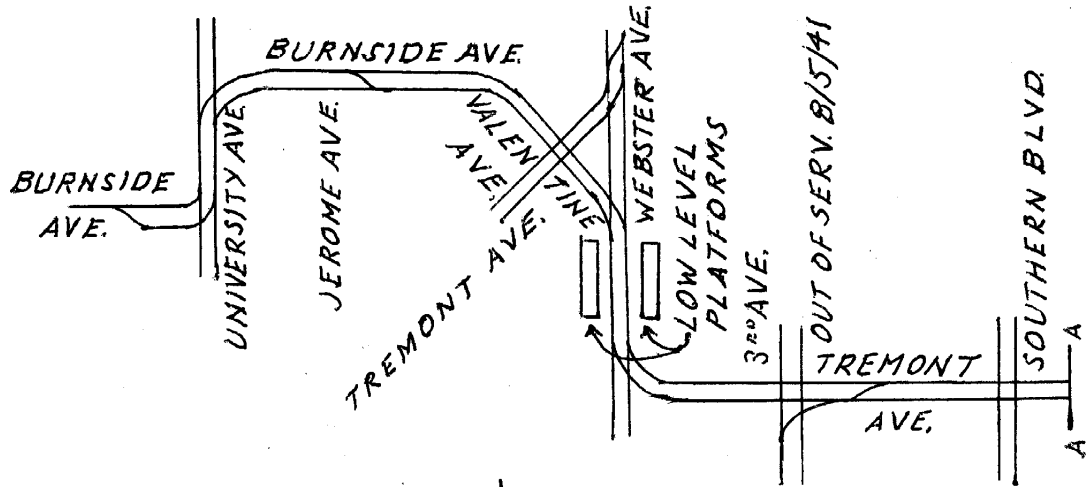 BURNSIDE AVE.
BURNSIDE
AVE.
UNIVERSITY AVE.
JEROME AVE.
VALEN
TINE
AVE.
TREMONT AVE.
WEBSTER AVE.
LOW LEVEL
PLATFORMS
3RD AVE.
OUT OF SERV. 8/5/41
TREMONT
AVE.
SOUTHERN BLVD.
A
A